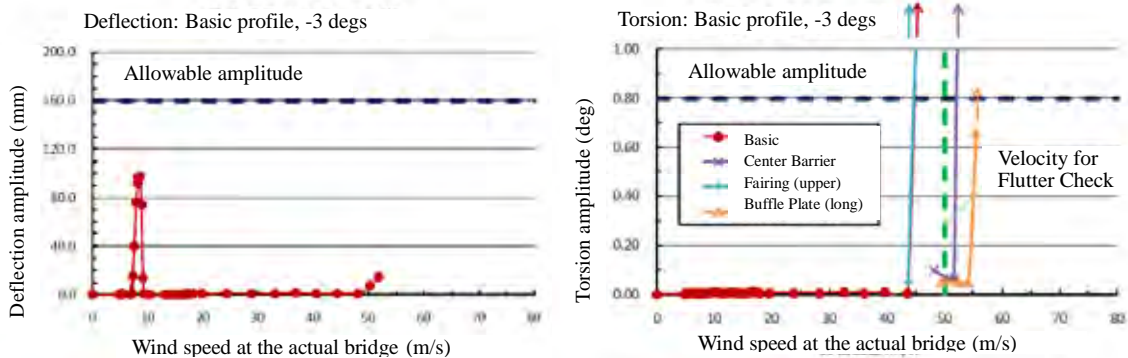 Deflection: Basic profile, -3 degs
200.0
160.0
120.0
80.0
40.0
0.0
Allowable amplitude
Deflection amplitude (mm)
0 10 20 30 40 50 60 70 80
Wind speed at the actual bridge (m/s)
Torsion: Basic profile, -3 degs
1.00
0.80
0.60
0.40
0.20
0.00
Allowable amplitude
Basic
Center Barrier
Fairing (upper)
Buffle Plate (long)
Velocity for
Flutter Check
Torsion amplitude (deg)
0 10 20 30 40 50 60 70 80
Wind speed at the actual bridge (m/s)